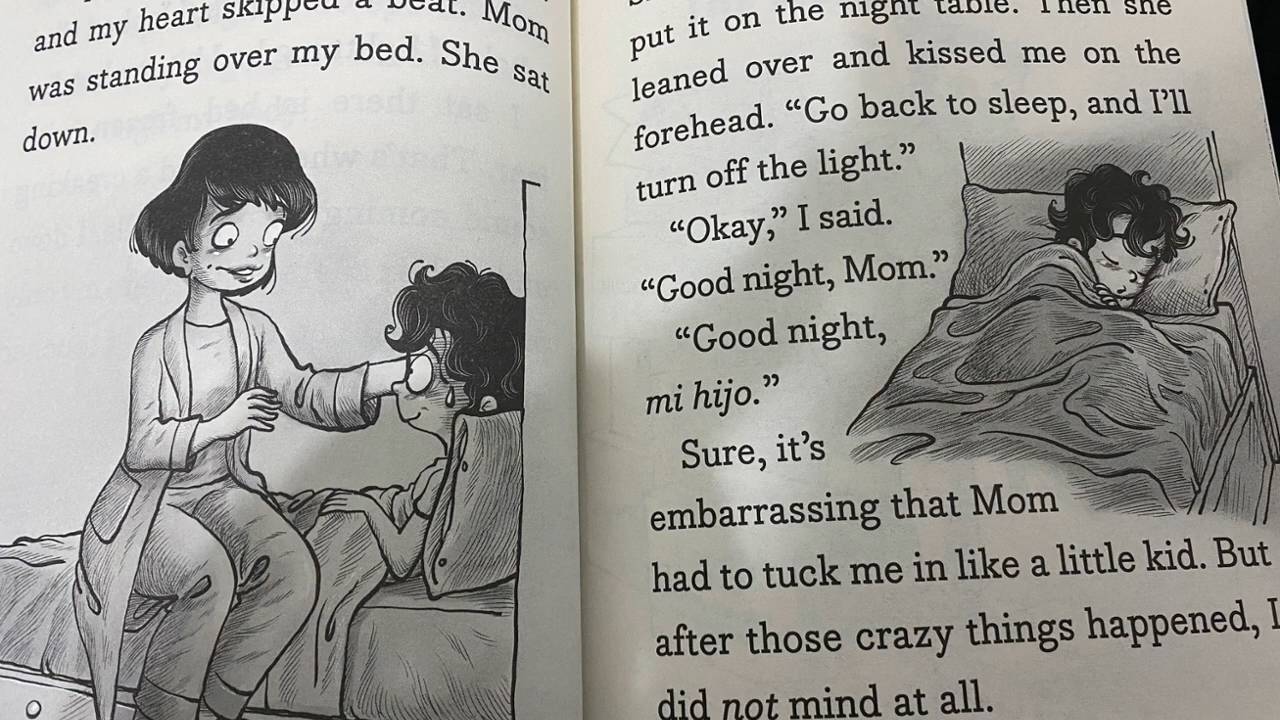 and my heart skipped a beat. Mom
was standing over my bed. She sat
down.
put it on the night table. Then she
leaned over and kissed me on the
forehead. “Go back to sleep, and I’ll
turn off the light.”
“Okay,” I said.
“Good night, Mom.”
“Good night,
mi hijo.”
Sure, it’s
embarrassing that Mom
had to tuck me in like a little kid. But
after those crazy things happened, I
did not mind at all.